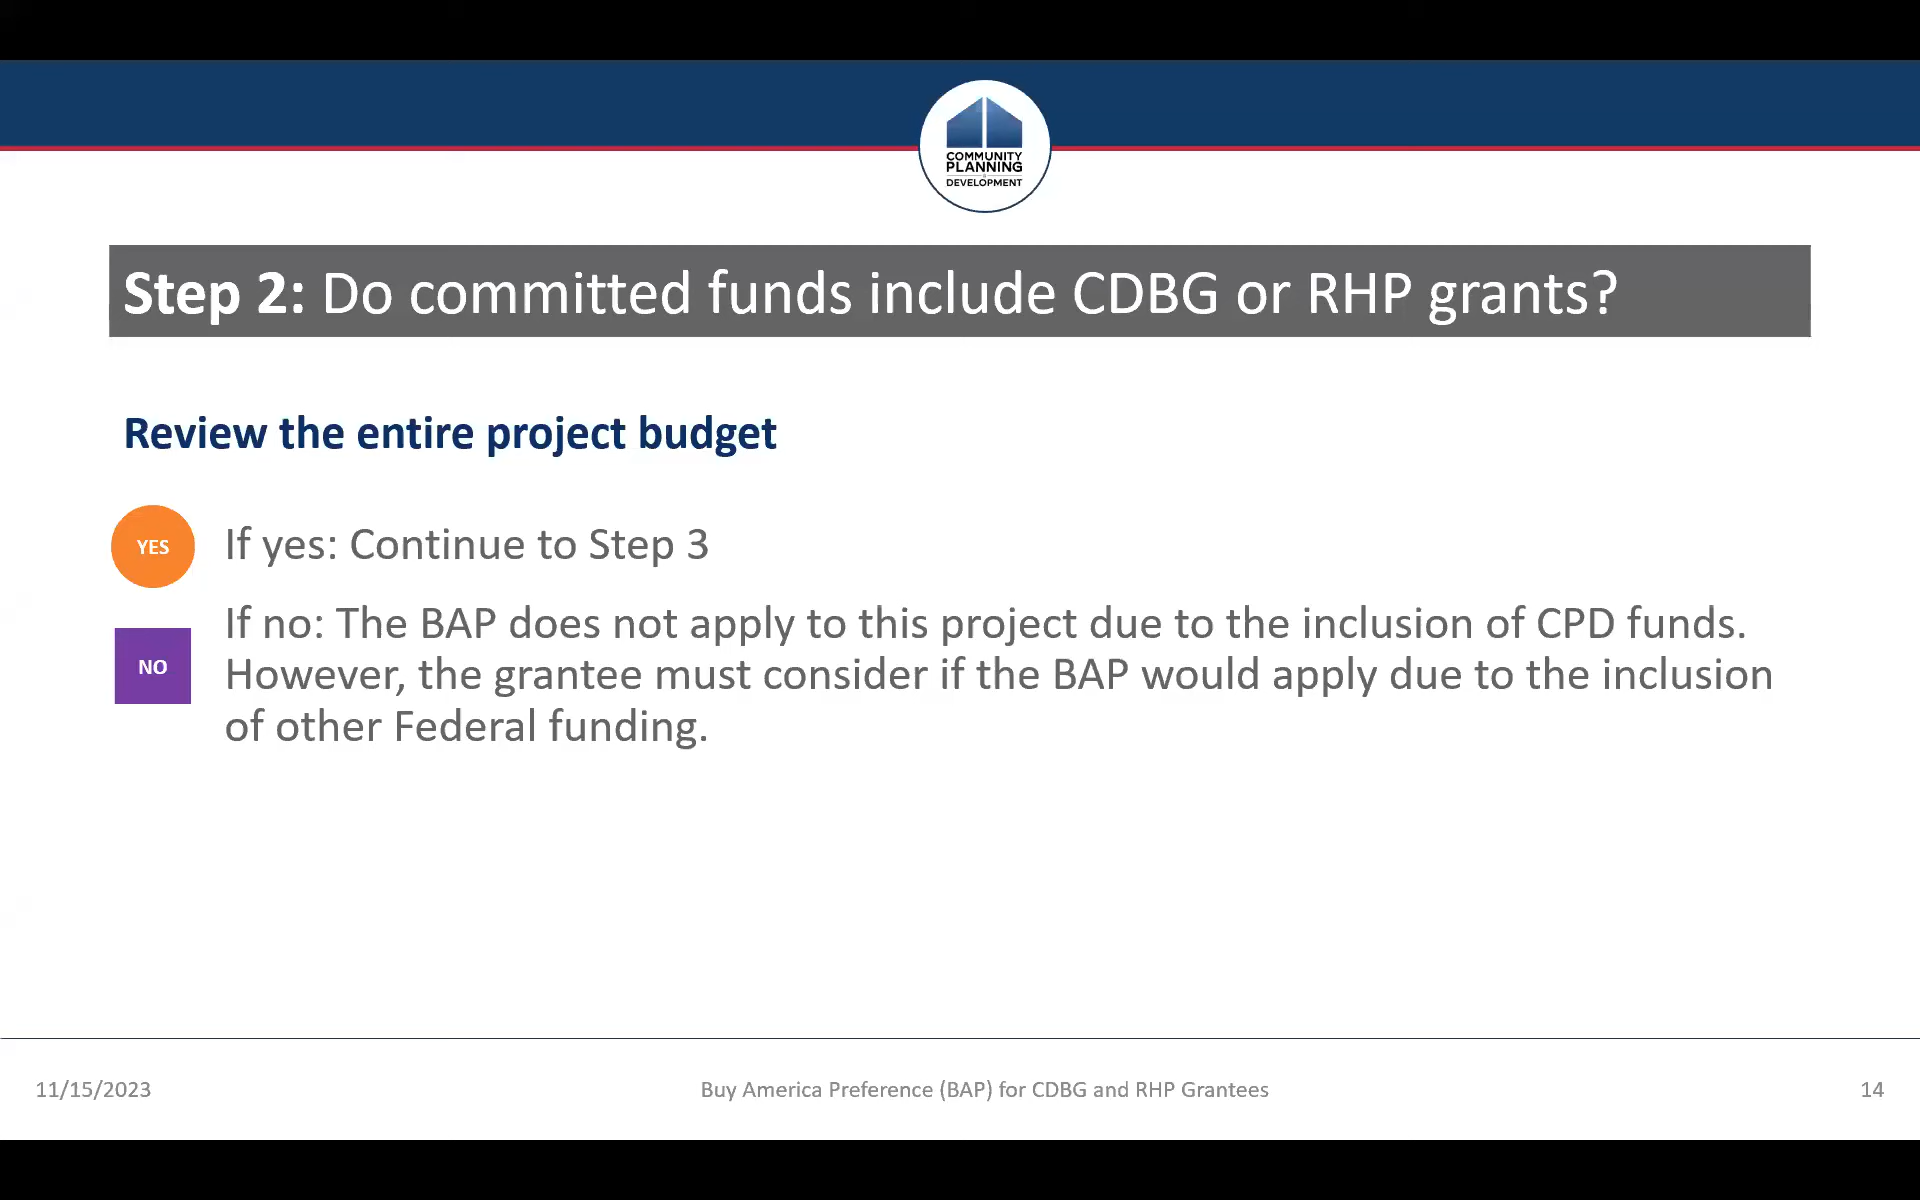 COMMUNITY
PLANNING
DEVELOPMENT
Step 2: Do committed funds include CDBG or RHP grants?
Review the entire project budget
YES
If yes: Continue to Step 3
NO
If no: The BAP does not apply to this project due to the inclusion of CPD funds.
However, the grantee must consider if the BAP would apply due to the inclusion
of other Federal funding.
11/15/2023
Buy America Preference (BAP) for CDBG and RHP Grantees
14